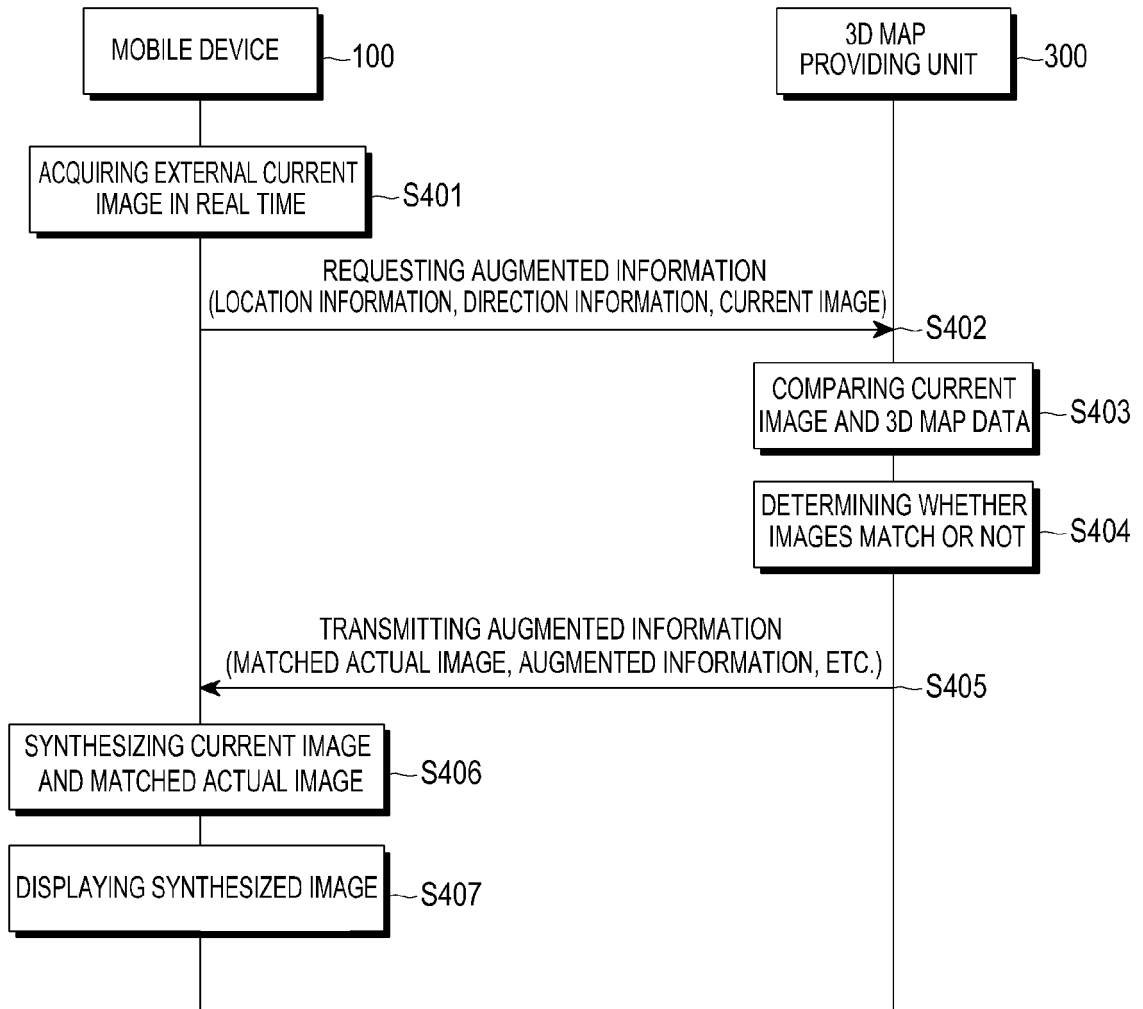 MOBILE DEVICE
100
3D MAP
PROVIDING UNIT
300
ACQUIRING EXTERNAL CURRENT
IMAGE IN REAL TIME
S401
REQUESTING AUGMENTED INFORMATION
(LOCATION INFORMATION, DIRECTION INFORMATION, CURRENT IMAGE)
S402
COMPARING CURRENT
IMAGE AND 3D MAP DATA
S403
DETERMINING WHETHER
IMAGES MATCH OR NOT
S404
TRANSMITTING AUGMENTED INFORMATION
(MATCHED ACTUAL IMAGE, AUGMENTED INFORMATION, ETC.)
S405
SYNTHESIZING CURRENT IMAGE
AND MATCHED ACTUAL IMAGE
S406
DISPLAYING SYNTHESIZED IMAGE
S407